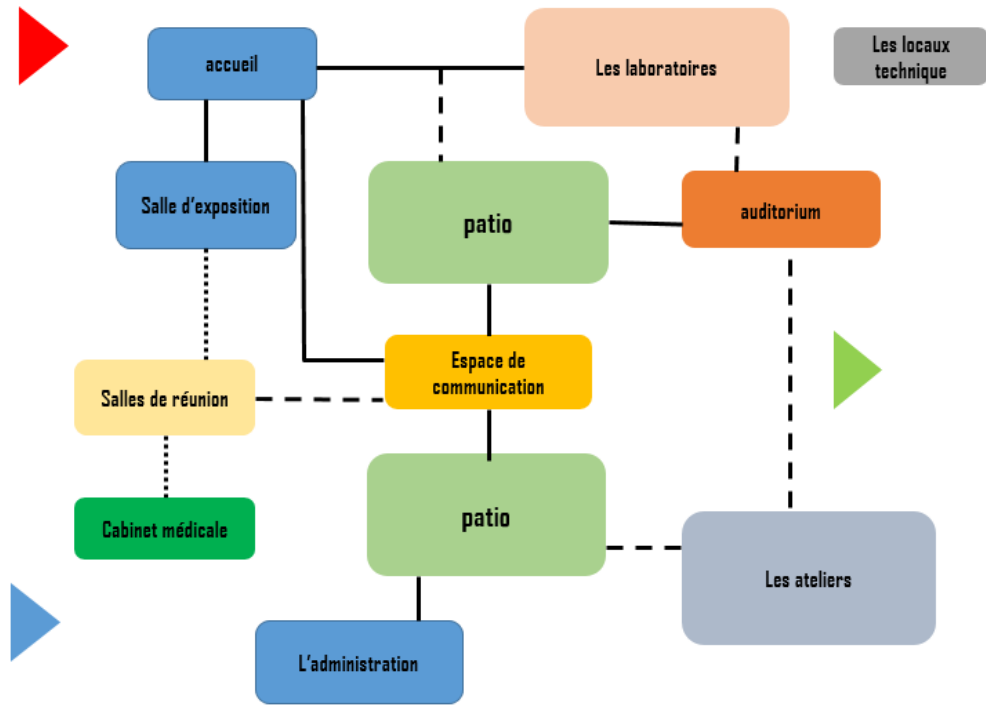 accueil
Les laboratoires
Les locaux
technique
Salle d'exposition
patio
auditorium
Espace de
communication
Salles de réunion
Cabinet médicale
patio
Les ateliers
L'administration